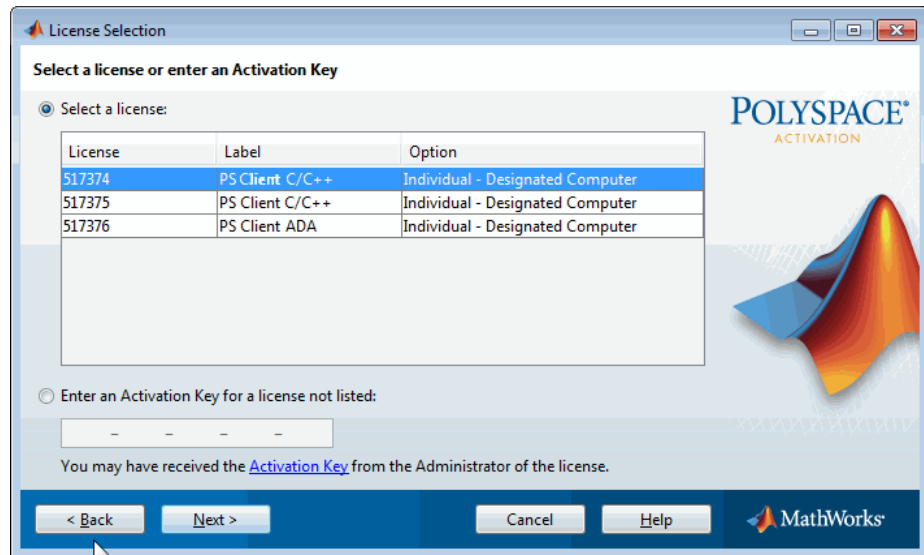 License Selection
Select a license or enter an Activation Key
Select a license:
POLYSPACE®
ACTIVATION
License Label Option
517374 PS Client C/C++ Individual - Designated Computer
517375 PS Client C/C++ Individual - Designated Computer
517376 PS Client ADA Individual - Designated Computer
Enter an Activation Key for a license not listed:
– – – –
You may have received the Activation Key from the Administrator of the license.
< Back Next > Cancel Help MathWorks®